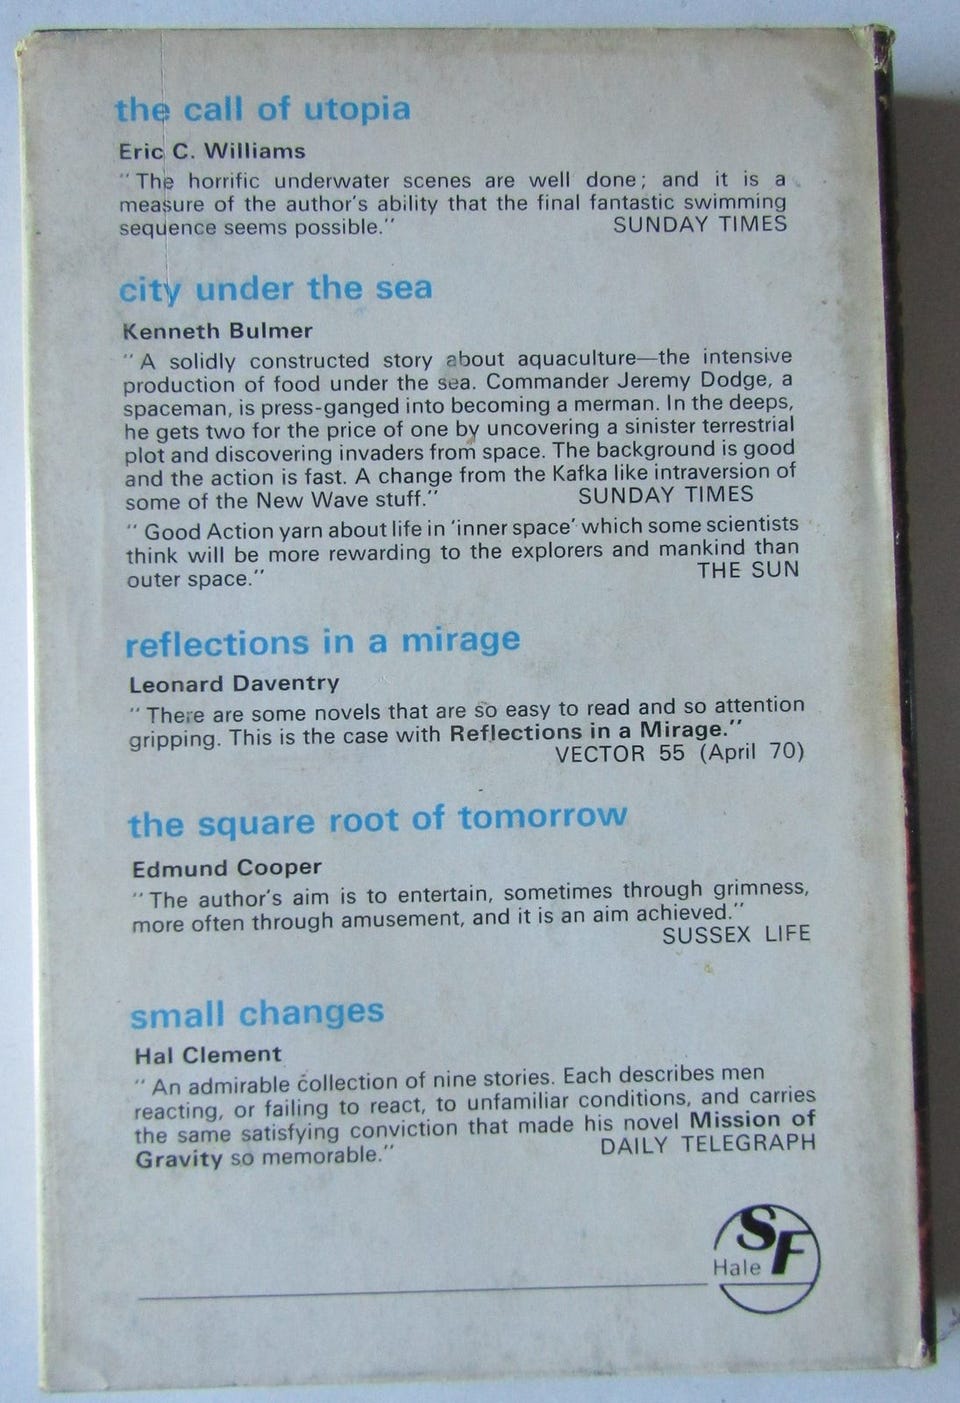 the call of utopia
Eric C. Williams
"The horrific underwater scenes are well done; and it is a
measure of the author's ability that the final fantastic swimming
sequence seems possible." SUNDAY TIMES
city under the sea
Kenneth Bulmer
"A solidly constructed story about aquaculture—the intensive
production of food under the sea. Commander Jeremy Dodge, a
spaceman, is press-ganged into becoming a merman. In the deeps,
he gets two for the price of one by uncovering a sinister terrestrial
plot and discovering invaders from space. The background is good
and the action is fast. A change from the Kafka like intraversion of
some of the New Wave stuff." SUNDAY TIMES
"Good Action yarn about life in 'inner space' which some scientists
think will be more rewarding to the explorers and mankind than
outer space." THE SUN
reflections in a mirage
Leonard Daventry
"There are some novels that are so easy to read and so attention
gripping. This is the case with Reflections in a Mirage."
VECTOR 55 (April 70)
the square root of tomorrow
Edmund Cooper
"The author's aim is to entertain, sometimes through grimness,
more often through amusement, and it is an aim achieved."
SUSSEX LIFE
small changes
Hal Clement
"An admirable collection of nine stories. Each describes men
reacting, or failing to react, to unfamiliar conditions, and carries
the same satisfying conviction that made his novel Mission of
Gravity so memorable." DAILY TELEGRAPH
SF
Hale